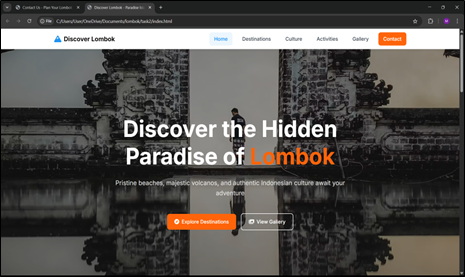 Contact Us - Plan Your Lombok
Discover Lombok - Paradise in
File C:/Users/User/OneDrive/Documents/lombok/task2/index.html
Discover Lombok
Home Destinations Culture Activities Gallery Contact
Discover the Hidden
Paradise of Lombok
Pristine beaches, majestic volcanos, and authentic Indonesian culture await your
adventure
Explore Destinations View Gallery